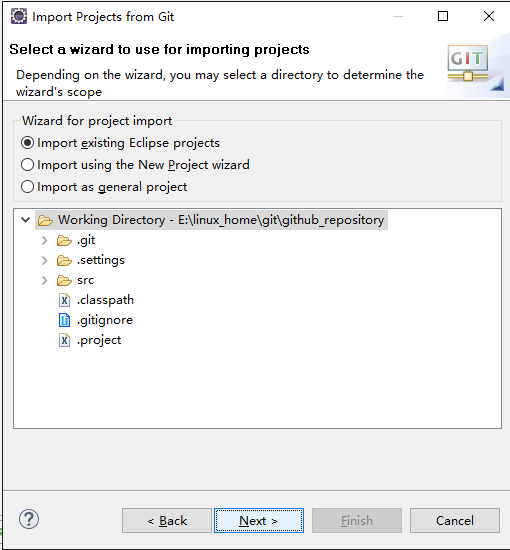 Import Projects from Git
Select a wizard to use for importing projects
Depending on the wizard, you may select a directory to determine the
wizard's scope
GIT
Wizard for project import
Import existing Eclipse projects
Import using the New Project wizard
Import as general project
Working Directory - E:\linux_home\git\github_repository
.git
.settings
src
.classpath
.gitignore
.project
? < Back Next > Finish Cancel